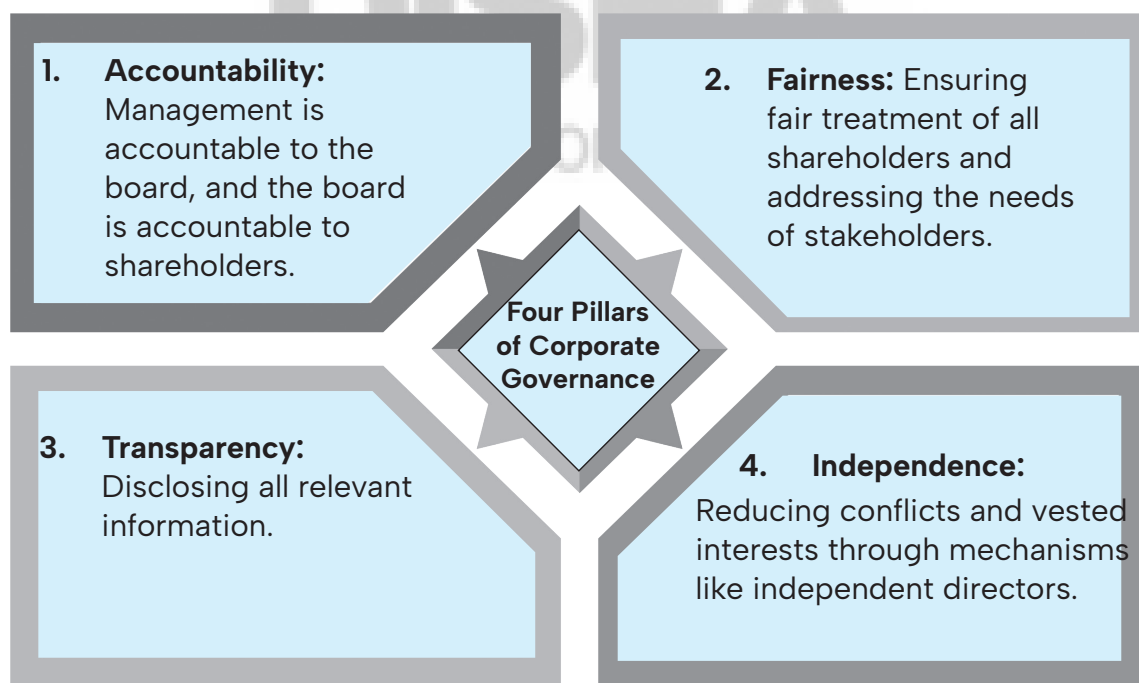 1. Accountability:
Management is
accountable to the
board, and the board
is accountable to
shareholders.
2. Fairness: Ensuring
fair treatment of all
shareholders and
addressing the needs
of stakeholders.
Four Pillars
of Corporate
Governance
3. Transparency:
Disclosing all relevant
information.
4. Independence:
Reducing conflicts and vested
interests through mechanisms
like independent directors.